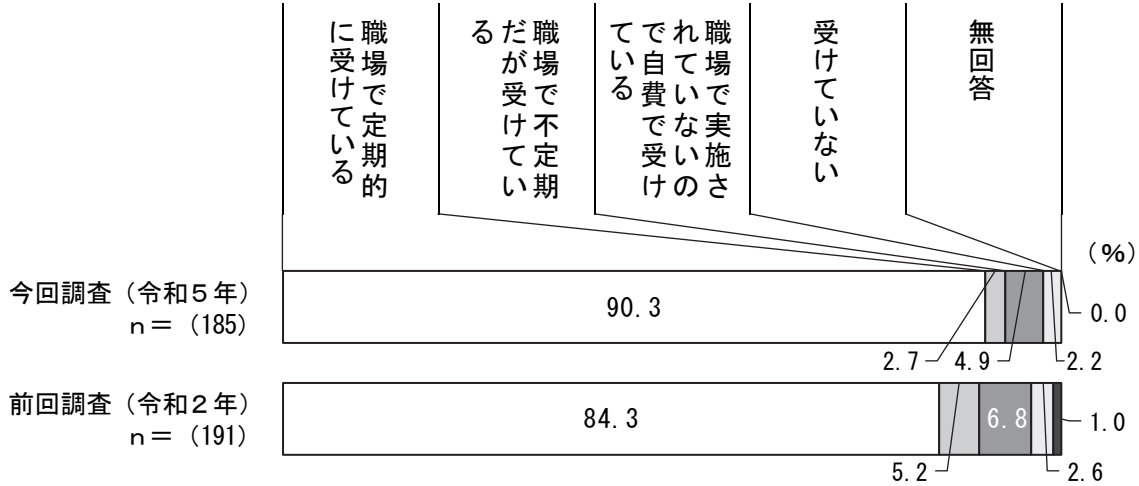 職場で定期的
に受けている
職場で不定期
だが受けてい
る
職場で実施さ
れていないの
で自費で受け
ている
受けていない
無回答
(%)
今回調査（令和５年）
ｎ＝（185）
90.3
2.7
4.9
2.2
0.0
前回調査（令和２年）
ｎ＝（191）
84.3
5.2
6.8
2.6
1.0